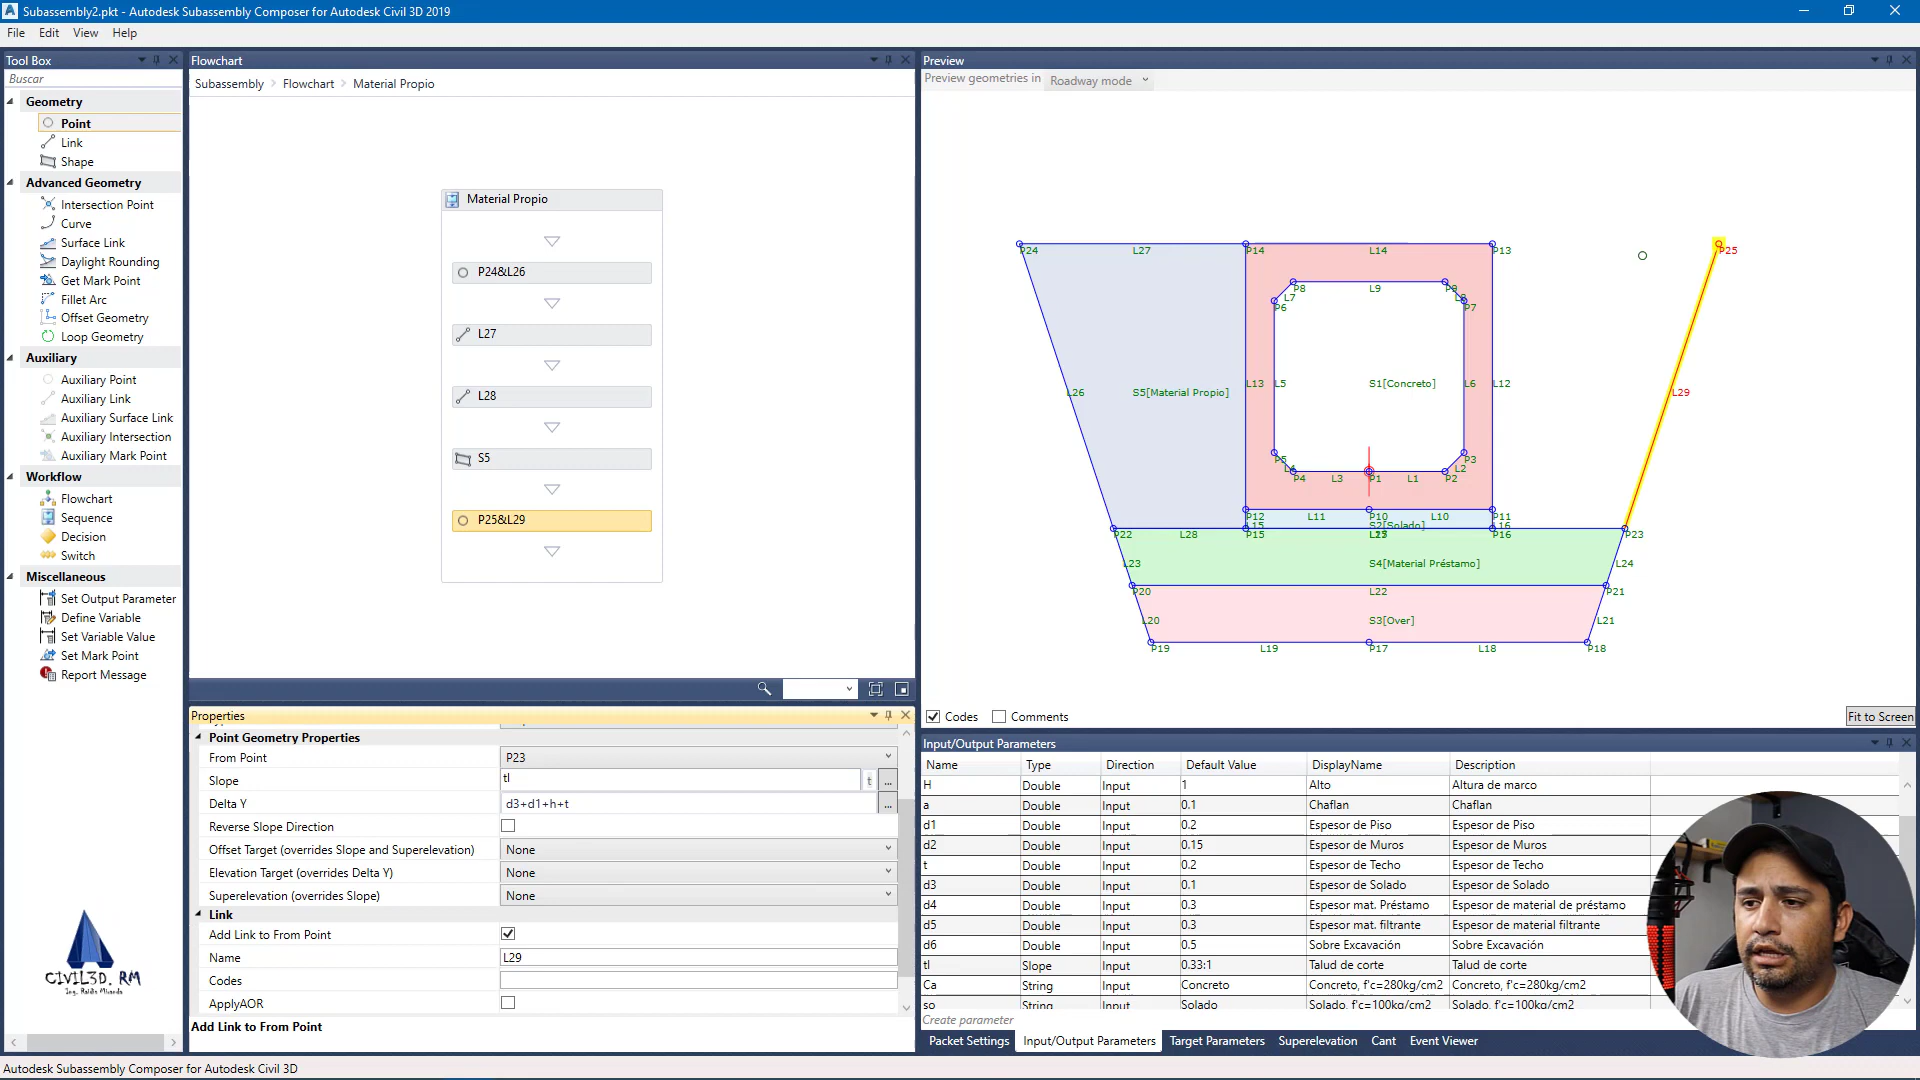 Subassembly2.pkt - Autodesk Subassembly Composer for Autodesk Civil 3D 2019
File Edit View Help
Tool Box
Buscar
Geometry
Point
Link
Shape
Advanced Geometry
Intersection Point
Curve
Surface Link
Daylight Rounding
Get Mark Point
Fillet Arc
Offset Geometry
Loop Geometry
Auxiliary
Auxiliary Point
Auxiliary Link
Auxiliary Surface Link
Auxiliary Intersection
Auxiliary Mark Point
Workflow
Flowchart
Sequence
Decision
Switch
Miscellaneous
Set Output Parameter
Define Variable
Set Variable Value
Set Mark Point
Report Message
CIVIL3D.RM
Flowchart
Subassembly Flowchart Material Propio
Material Propio
P24&L26
L27
L28
S5
P25&L29
Properties
Point Geometry Properties
From Point P23
Slope tl t ...
Delta Y d3+d1+h+t ...
Reverse Slope Direction
Offset Target (overrides Slope and Superelevation) None
Elevation Target (overrides Delta Y) None
Superelevation (overrides Slope) None
Link
Add Link to From Point
Name L29
Codes
ApplyAOR
Add Link to From Point
Preview
Preview geometries in Roadway mode
P24 L27 P14 L14 P13 P25
P8 L9 P9
L7
P6 P7
L26 S5[Material Propio] L13 L5 S1[Concreto] L6 L12 L29
P5 P3
L4 L2
P4 L3 P1 L1 P2
P12 L11 P10 L10 P11
L15 S2[Solado] L16
P22 L28 P15 P16 P23
L23 S4[Material Préstamo] L24
P20 L22 P21
L20 S3[Over] L21
P19 L19 P17 L18 P18
Codes Comments Fit to Screen
Input/Output Parameters
Name Type Direction Default Value DisplayName Description
H Double Input 1 Alto Altura de marco
a Double Input 0.1 Chaflan Chaflan
d1 Double Input 0.2 Espesor de Piso Espesor de Piso
d2 Double Input 0.15 Espesor de Muros Espesor de Muros
t Double Input 0.2 Espesor de Techo Espesor de Techo
d3 Double Input 0.1 Espesor de Solado Espesor de Solado
d4 Double Input 0.3 Espesor mat. Préstamo Espesor de material de préstamo
d5 Double Input 0.3 Espesor mat. filtrante Espesor de material filtrante
d6 Double Input 0.5 Sobre Excavación Sobre Excavación
tl Slope Input 0.33:1 Talud de corte Talud de corte
Ca String Input Concreto Concreto, f'c=280kg/cm2 Concreto, f'c=280kg/cm2
so String Input Solado Solado, f'c=100kg/cm2 Solado, f'c=100kg/cm2
Create parameter
Packet Settings Input/Output Parameters Target Parameters Superelevation Cant Event Viewer
Autodesk Subassembly Composer for Autodesk Civil 3D